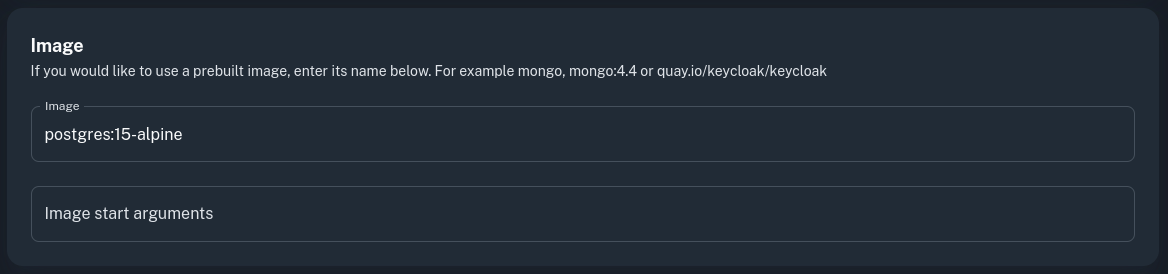 Image
If you would like to use a prebuilt image, enter its name below. For example mongo, mongo:4.4 or quay.io/keycloak/keycloak
Image
postgres:15-alpine
Image start arguments